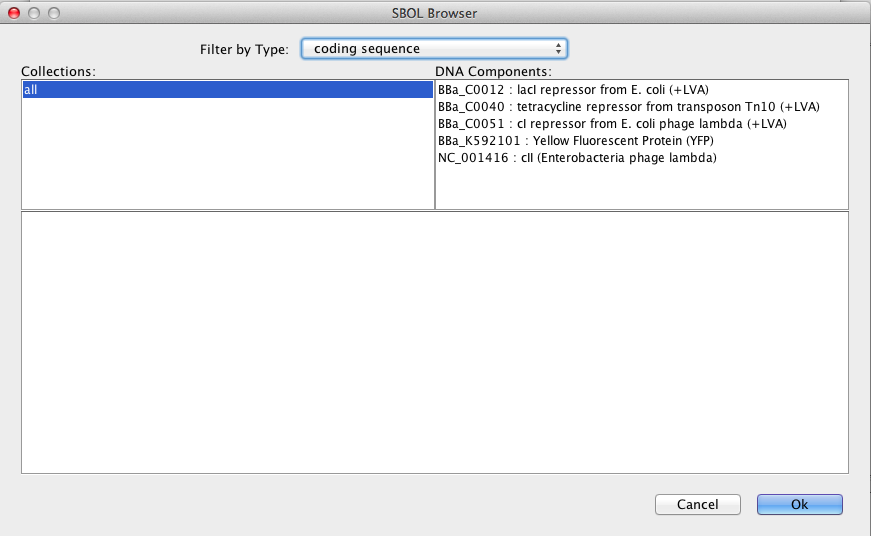 SBOL Browser
Filter by Type: coding sequence
Collections:
all
DNA Components:
BBa_C0012 : lacI repressor from E. coli (+LVA)
BBa_C0040 : tetracycline repressor from transposon Tn10 (+LVA)
BBa_C0051 : cI repressor from E. coli phage lambda (+LVA)
BBa_K592101 : Yellow Fluorescent Protein (YFP)
NC_001416 : cII (Enterobacteria phage lambda)
Cancel Ok